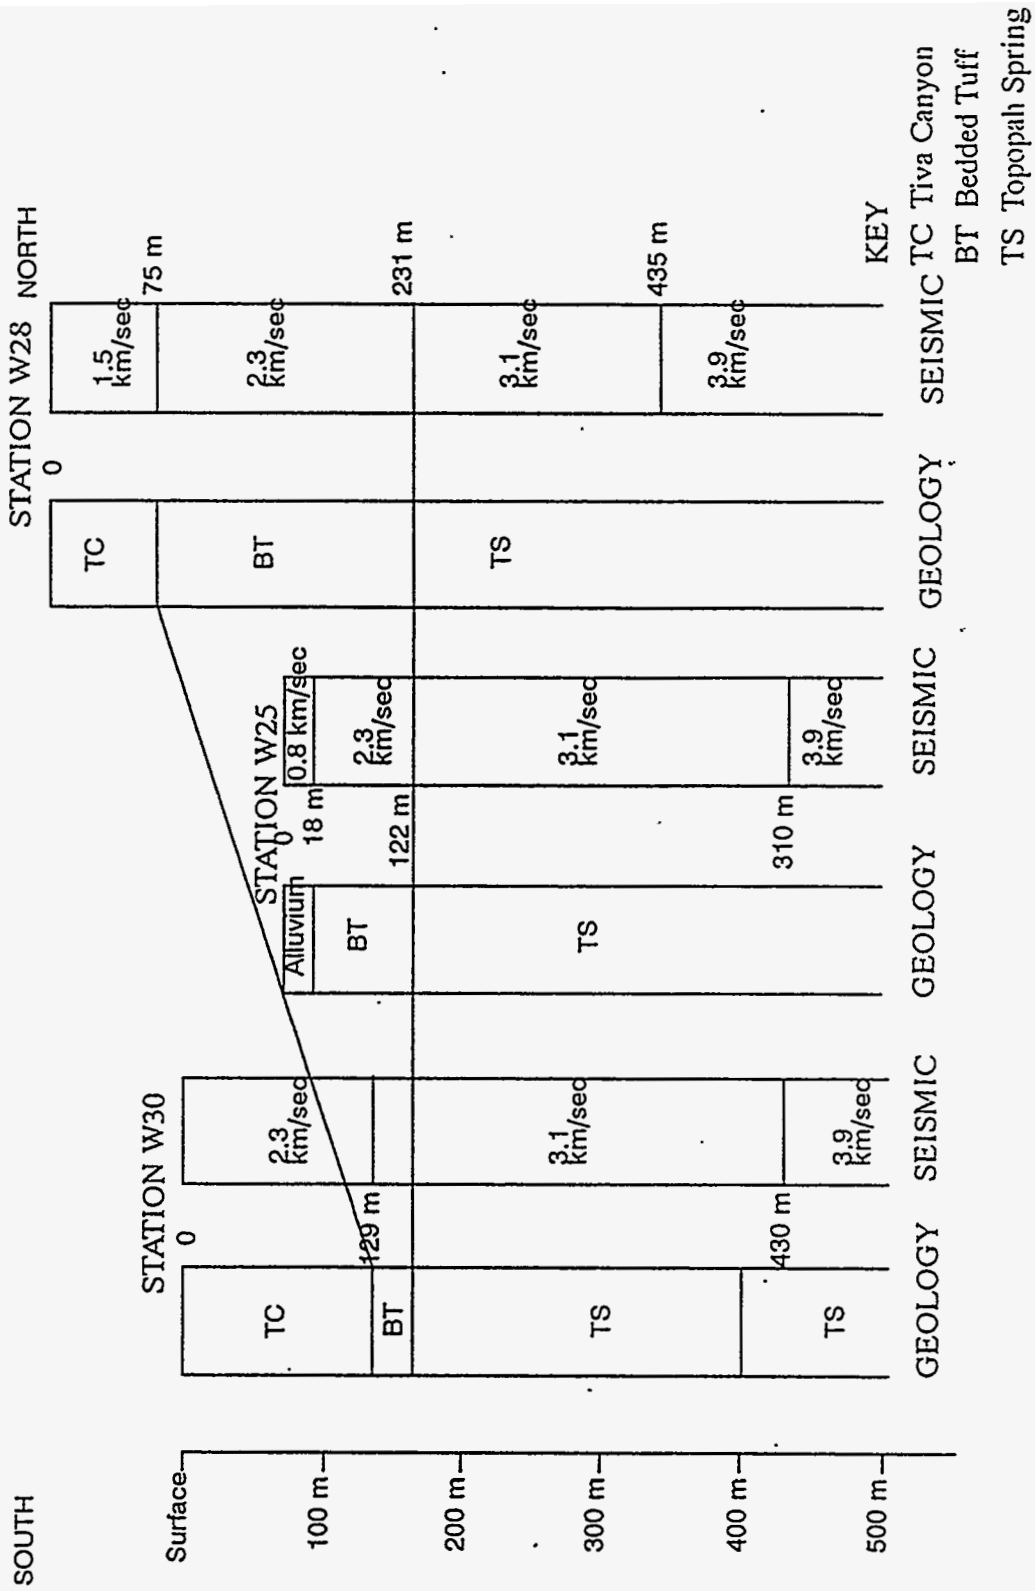 SOUTH
NORTH
STATION W30
STATION W25
STATION W28
0
0
0
Surface
100 m
200 m
300 m
400 m
500 m
TC
BT
TS
TS
129 m
430 m
2.3
km/sec
3.1
km/sec
3.9
km/sec
Alluvium
BT
TS
18 m
122 m
310 m
0.8 km/sec
2.3
km/sec
3.1
km/sec
3.9
km/sec
TC
BT
TS
1.5
km/sec
2.3
km/sec
3.1
km/sec
3.9
km/sec
75 m
231 m
435 m
GEOLOGY
SEISMIC
GEOLOGY
SEISMIC
GEOLOGY
SEISMIC
KEY
TC Tiva Canyon
BT Bedded Tuff
TS Topopah Spring